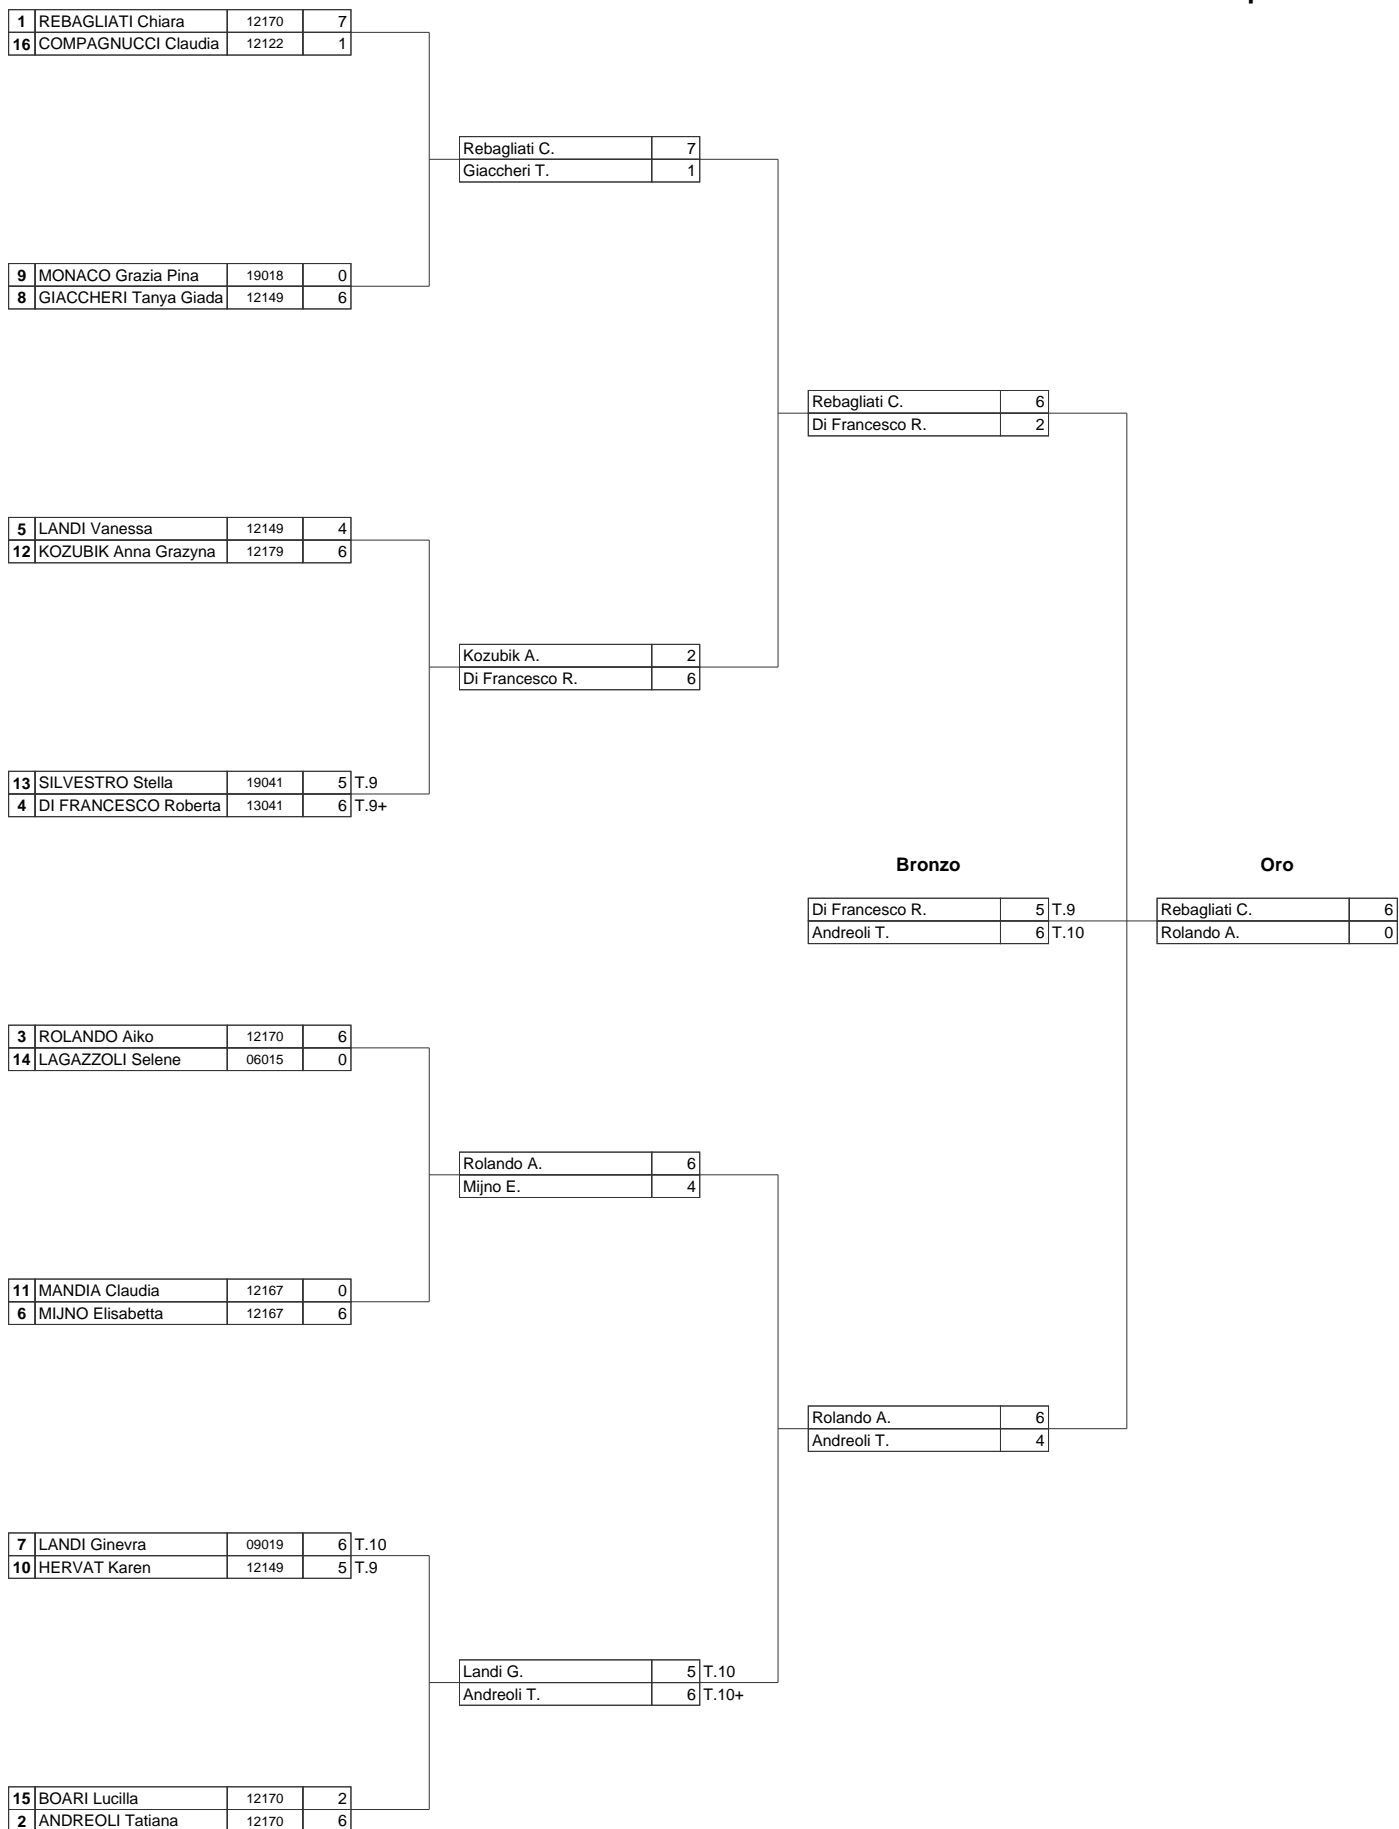 1 REBAGLIATI Chiara 12170 7
16 COMPAGNUCCI Claudia 12122 1
Rebagliati C. 7
Giaccheri T. 1
9 MONACO Grazia Pina 19018 0
8 GIACCHERI Tanya Giada 12149 6
Rebagliati C. 6
Di Francesco R. 2
5 LANDI Vanessa 12149 4
12 KOZUBIK Anna Grazyna 12179 6
Kozubik A. 2
Di Francesco R. 6
13 SILVESTRO Stella 19041 5 T.9
4 DI FRANCESCO Roberta 13041 6 T.9+
Bronzo Oro
Di Francesco R. 5 T.9 Rebagliati C. 6
Andreoli T. 6 T.10 Rolando A. 0
3 ROLANDO Aiko 12170 6
14 LAGAZZOLI Selene 06015 0
Rolando A. 6
Mijno E. 4
11 MANDIA Claudia 12167 0
6 MIJNO Elisabetta 12167 6
Rolando A. 6
Andreoli T. 4
7 LANDI Ginevra 09019 6 T.10
10 HERVAT Karen 12149 5 T.9
Landi G. 5 T.10
Andreoli T. 6 T.10+
15 BOARI Lucilla 12170 2
2 ANDREOLI Tatiana 12170 6